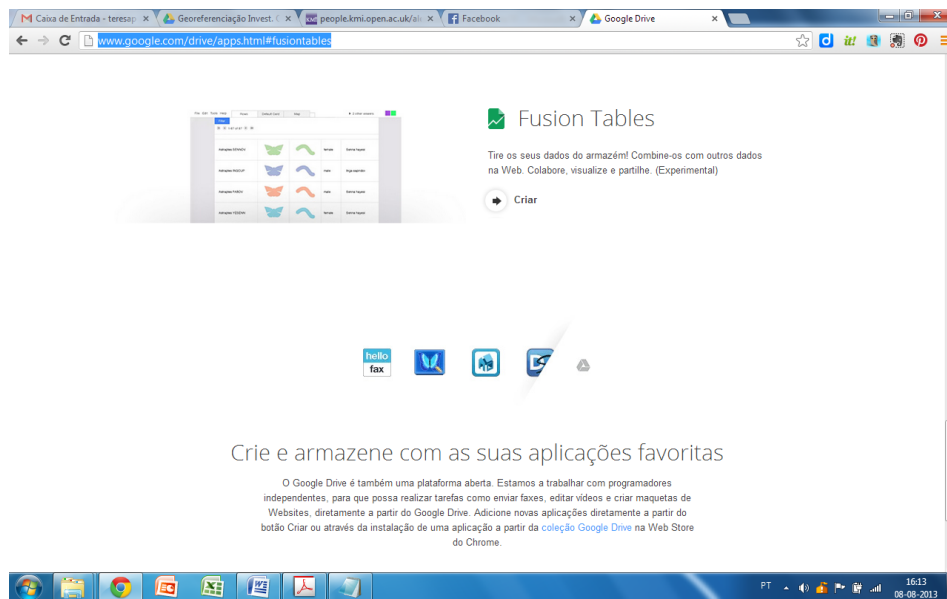 Caixa de Entrada - teresap
Georeferenciação Invest.
people.kmi.open.ac.uk/al
Facebook
Google Drive
www.google.com/drive/apps.html#fusiontables
Fusion Tables
Tire os seus dados do armazém! Combine-os com outros dados
na Web. Colabore, visualize e partilhe. (Experimental)
Criar
hello
fax
Crie e armazene com as suas aplicações favoritas
O Google Drive é também uma plataforma aberta. Estamos a trabalhar com programadores
independentes, para que possa realizar tarefas como enviar faxes, editar vídeos e criar maquetas de
Websites, diretamente a partir do Google Drive. Adicione novas aplicações diretamente a partir do
botão Criar ou através da instalação de uma aplicação a partir da coleção Google Drive na Web Store
do Chrome.
PT
16:13
08-08-2013